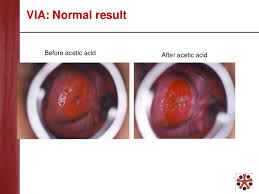 VIA: Normal result
Before acetic acid
After acetic acid